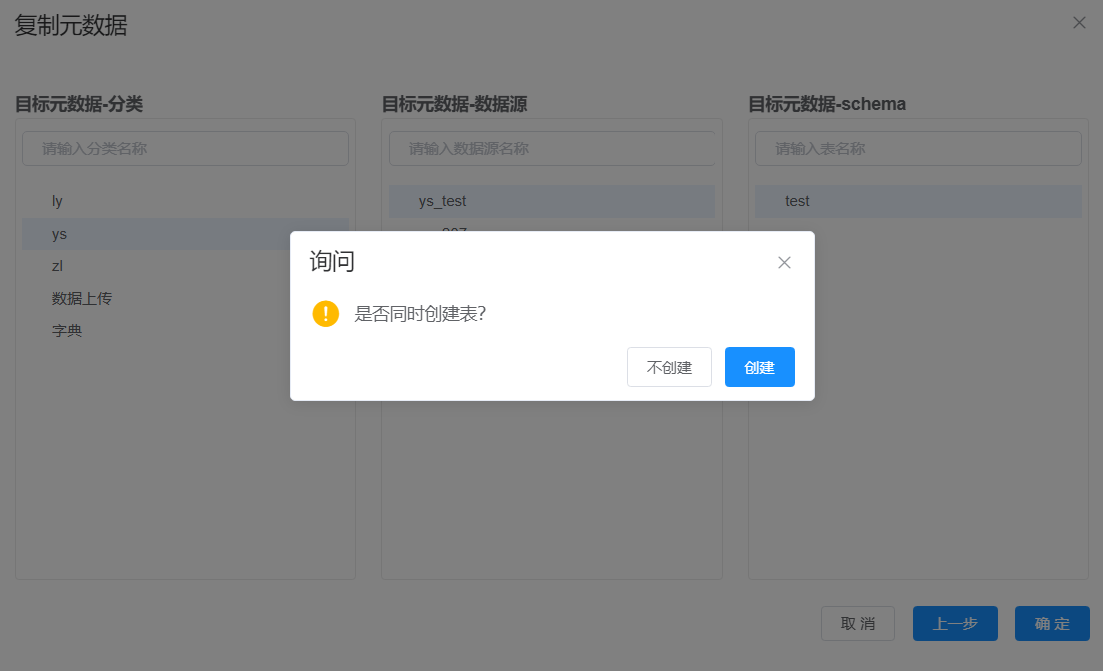 复制元数据
目标元数据-分类
目标元数据-数据源
目标元数据-schema
请输入分类名称
请输入数据源名称
请输入表名称
ly
ys_test
test
ys
zl
数据上传
字典
询问
是否同时创建表?
不创建
创建
取 消
上一步
确 定